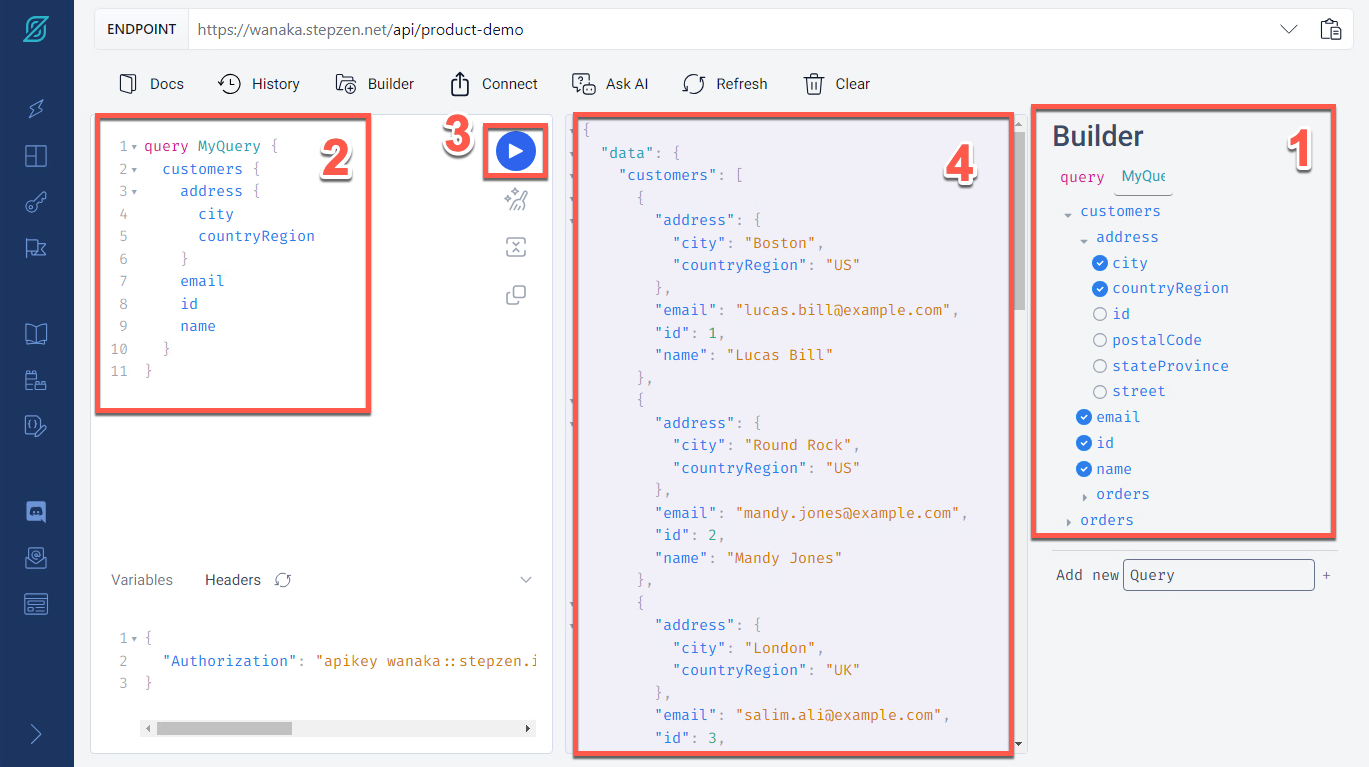 ENDPOINT https://wanaka.stepzen.net/api/product-demo
Docs History Builder Connect Ask AI Refresh Clear
2
1 query MyQuery {
2 customers {
3 address {
4 city
5 countryRegion
6 }
7 email
8 id
9 name
10 }
11 }
3
Variables Headers
1 {
2 "Authorization": "apikey wanaka::stepzen.i
3 }
4
{
"data": {
"customers": [
{
"address": {
"city": "Boston",
"countryRegion": "US"
},
"email": "lucas.bill@example.com",
"id": 1,
"name": "Lucas Bill"
},
{
"address": {
"city": "Round Rock",
"countryRegion": "US"
},
"email": "mandy.jones@example.com",
"id": 2,
"name": "Mandy Jones"
},
{
"address": {
"city": "London",
"countryRegion": "UK"
},
"email": "salim.ali@example.com",
"id": 3,
Builder
1
query MyQue
customers
address
city
countryRegion
id
postalCode
stateProvince
street
email
id
name
orders
orders
Add new Query +